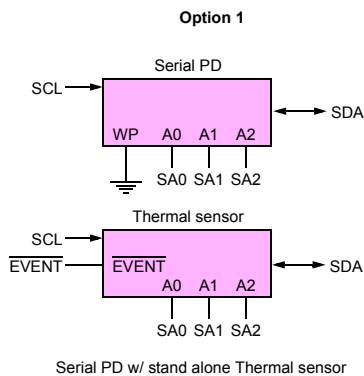 Option 1
Serial PD
SCL
SDA
WP A0 A1 A2
SA0 SA1 SA2
Thermal sensor
SCL
EVENT EVENT
SDA
A0 A1 A2
SA0 SA1 SA2
Serial PD w/ stand alone Thermal sensor